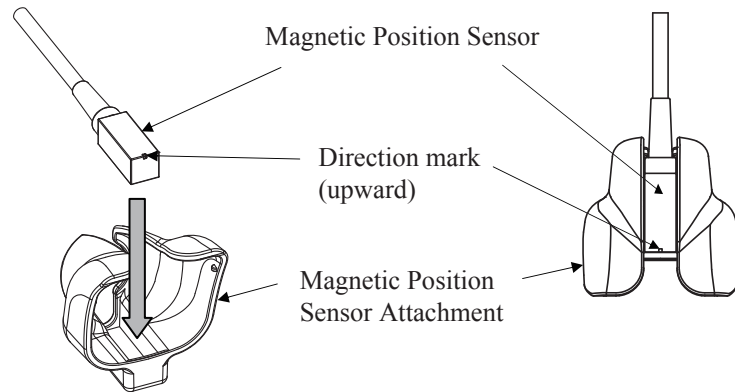 Magnetic Position Sensor
Direction mark
(upward)
Magnetic Position
Sensor Attachment